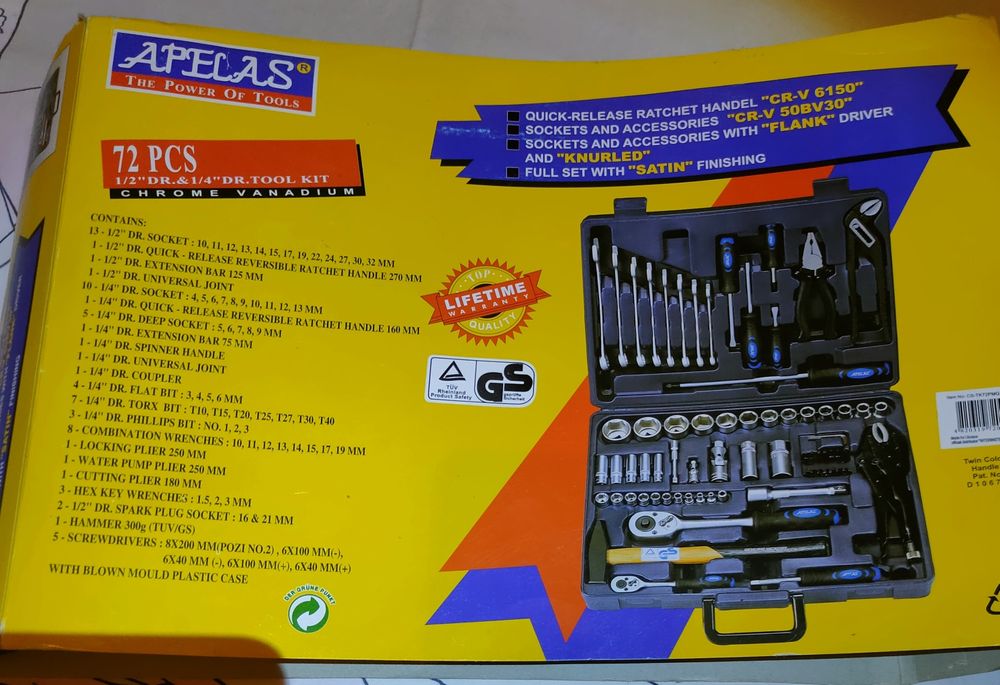 APELAS®
THE POWER OF TOOLS
72 PCS
1/2"DR.&1/4"DR.TOOL KIT
CHROME VANADIUM
QUICK-RELEASE RATCHET HANDEL "CR-V 6150"
SOCKETS AND ACCESSORIES "CR-V 50BV30"
SOCKETS AND ACCESSORIES WITH "FLANK" DRIVER
AND "KNURLED"
FULL SET WITH "SATIN" FINISHING
CONTAINS:
13 - 1/2" DR. SOCKET : 10, 11, 12, 13, 14, 15, 17, 19, 22, 24, 27, 30, 32 MM
1 - 1/2" DR. QUICK - RELEASE REVERSIBLE RATCHET HANDLE 270 MM
1 - 1/2" DR. EXTENSION BAR 125 MM
1 - 1/2" DR. UNIVERSAL JOINT
10 - 1/4" DR. SOCKET : 4, 5, 6, 7, 8, 9, 10, 11, 12, 13 MM
1 - 1/4" DR. QUICK - RELEASE REVERSIBLE RATCHET HANDLE 160 MM
5 - 1/4" DR. DEEP SOCKET : 5, 6, 7, 8, 9 MM
1 - 1/4" DR. EXTENSION BAR 75 MM
1 - 1/4" DR. SPINNER HANDLE
1 - 1/4" DR. UNIVERSAL JOINT
1 - 1/4" DR. COUPLER
4 - 1/4" DR. FLAT BIT : 3, 4, 5, 6 MM
7 - 1/4" DR. TORX BIT : T10, T15, T20, T25, T27, T30, T40
3 - 1/4" DR. PHILLIPS BIT : NO. 1, 2, 3
8 - COMBINATION WRENCHES : 10, 11, 12, 13, 14, 15, 17, 19 MM
1 - LOCKING PLIER 250 MM
1 - WATER PUMP PLIER 250 MM
1 - CUTTING PLIER 180 MM
3 - HEX KEY WRENCHES : 1.5, 2, 3 MM
2 - 1/2" DR. SPARK PLUG SOCKET : 16 & 21 MM
1 - HAMMER 300g (TUV/GS)
5 - SCREWDRIVERS : 8X200 MM(POZI NO.2) , 6X100 MM(-),
6X40 MM (-), 6X100 MM(+), 6X40 MM(+)
WITH BLOWN MOULD PLASTIC CASE
TOP
LIFETIME
WARRANTY
QUALITY
TÜV
Rheinland
Product Safety
GS
geprüfte
Sicherheit
DER GRÜNE PUNKT
Twin Colo
Handle
Pat. No
D1067